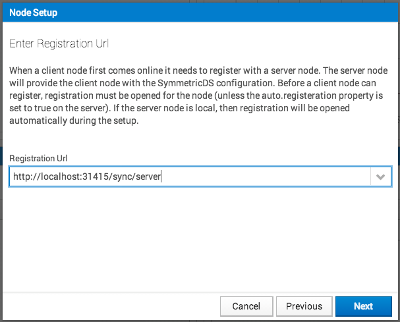 Node Setup
Enter Registration Url
When a client node first comes online it needs to register with a server node. The server node
will provide the client node with the SymmetricDS configuration. Before a client node can
register, registration must be opened for the node (unless the auto.registeration property is
set to true on the server). If the server node is local, then registration will be opened
automatically during the setup.
Registration Url
http://localhost:31415/sync/server
Cancel
Previous
Next